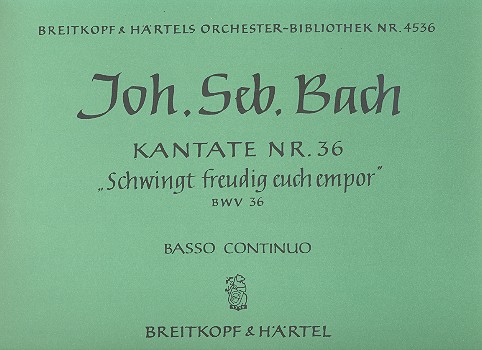 BREITKOPF & HÄRTELS ORCHESTER-BIBLIOTHEK NR. 4536
Joh. Seb. Bach
KANTATE NR. 36
„Schwingt freudig euch empor”
BWV 36
BASSO CONTINUO
BREITKOPF & HÄRTEL